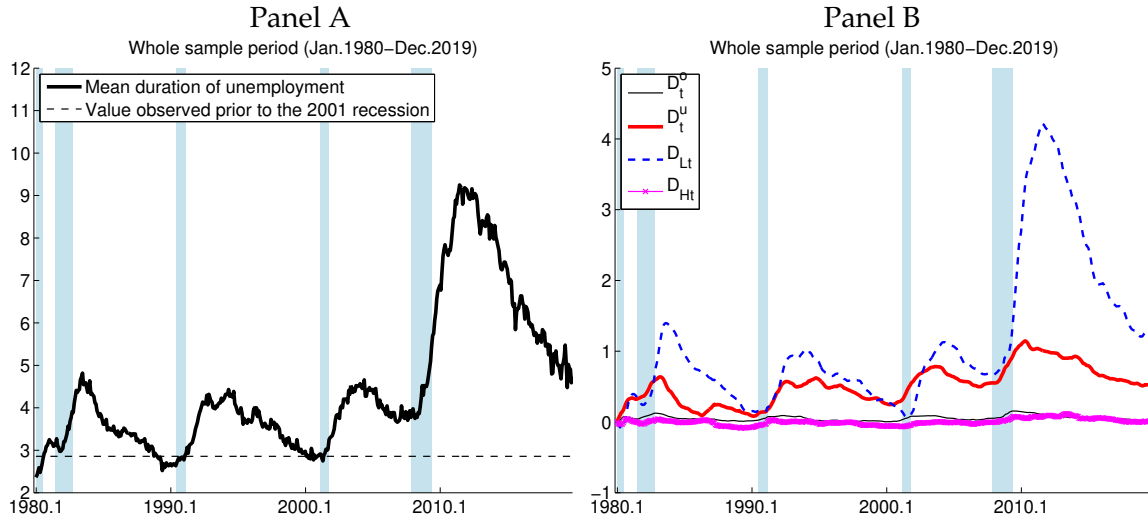 Panel A
Whole sample period (Jan.1980−Dec.2019)
12
11
10
9
8
7
6
5
4
3
2
Mean duration of unemployment
Value observed prior to the 2001 recession
1980.1 1990.1 2000.1 2010.1
Panel B
Whole sample period (Jan.1980−Dec.2019)
5
4
3
2
1
0
−1
D_t^o
D_t^u
D_Lt
D_Ht
1980.1 1990.1 2000.1 2010.1